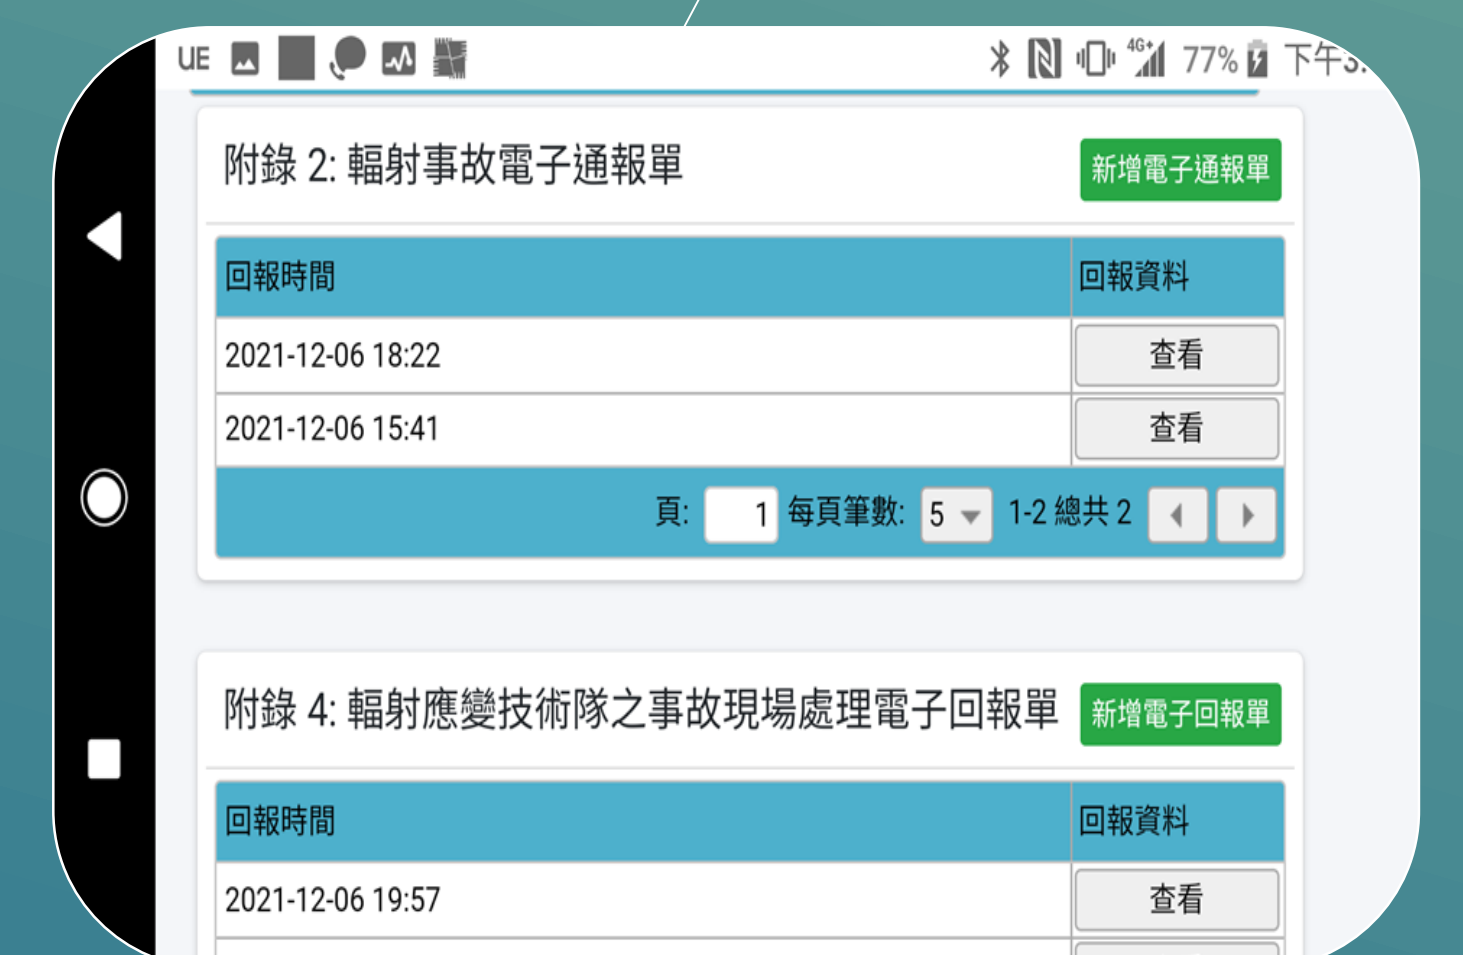 UE 4G+ 77% 下午3:
附錄 2: 輻射事故電子通報單 新增電子通報單
回報時間 回報資料
2021-12-06 18:22 查看
2021-12-06 15:41 查看
頁: 1 每頁筆數: 5 1-2 總共 2
附錄 4: 輻射應變技術隊之事故現場處理電子回報單 新增電子回報單
回報時間 回報資料
2021-12-06 19:57 查看